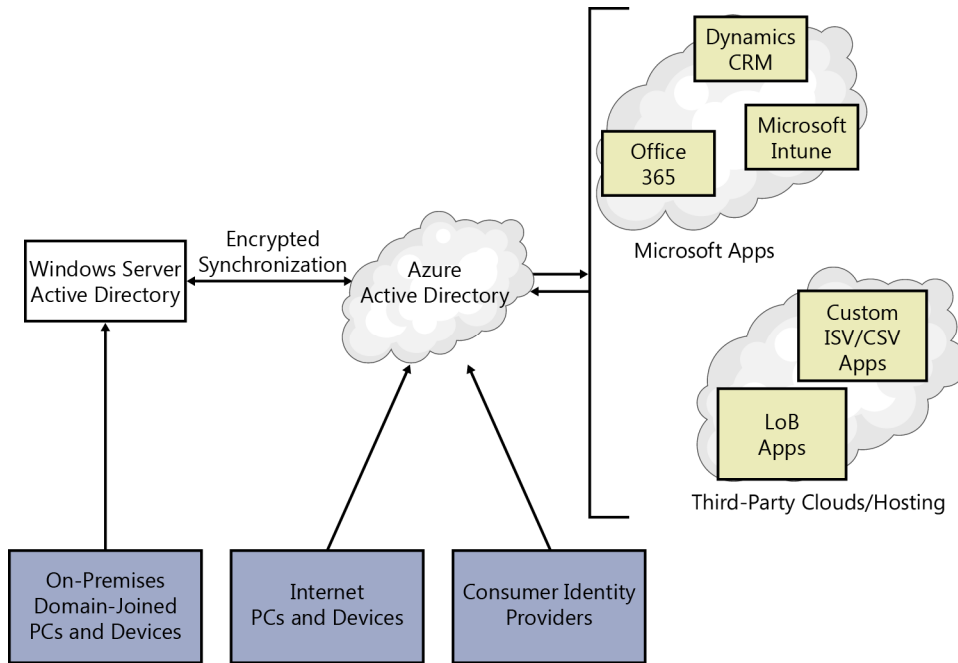 Dynamics
CRM
Microsoft
Intune
Office
365
Microsoft Apps
Encrypted
Synchronization
Windows Server
Active Directory
Azure
Active Directory
Custom
ISV/CSV
Apps
LoB
Apps
Third-Party Clouds/Hosting
On-Premises
Domain-Joined
PCs and Devices
Internet
PCs and Devices
Consumer Identity
Providers